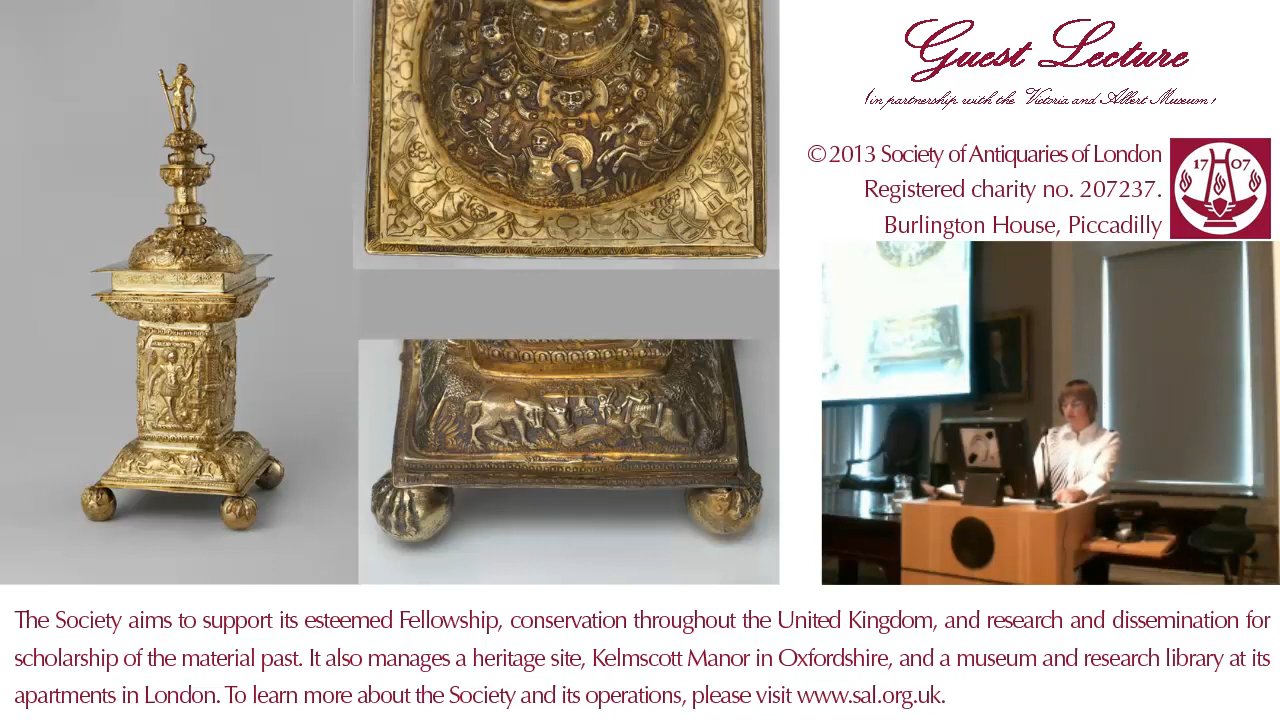 Guest Lecture
(in partnership with the Victoria and Albert Museum)
©2013 Society of Antiquaries of London
Registered charity no. 207237.
Burlington House, Piccadilly
17 07
The Society aims to support its esteemed Fellowship, conservation throughout the United Kingdom, and research and dissemination for
scholarship of the material past. It also manages a heritage site, Kelmscott Manor in Oxfordshire, and a museum and research library at its
apartments in London. To learn more about the Society and its operations, please visit www.sal.org.uk.